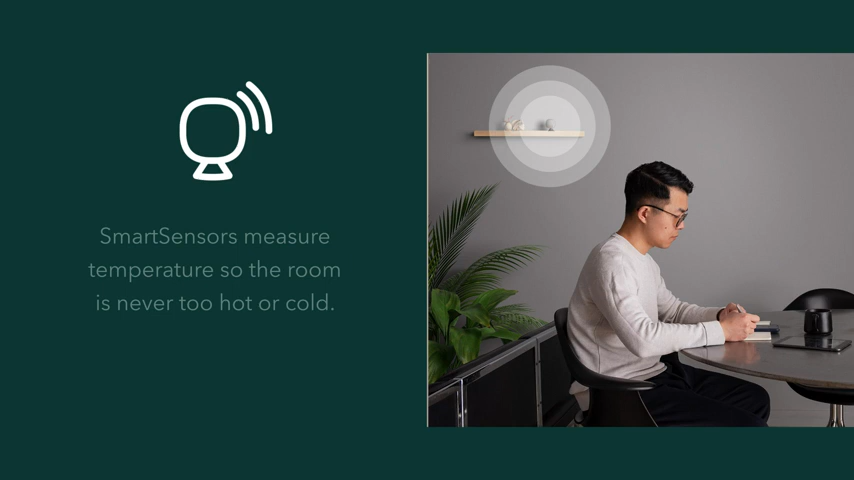 SmartSensors measure
temperature so the room
is never too hot or cold.